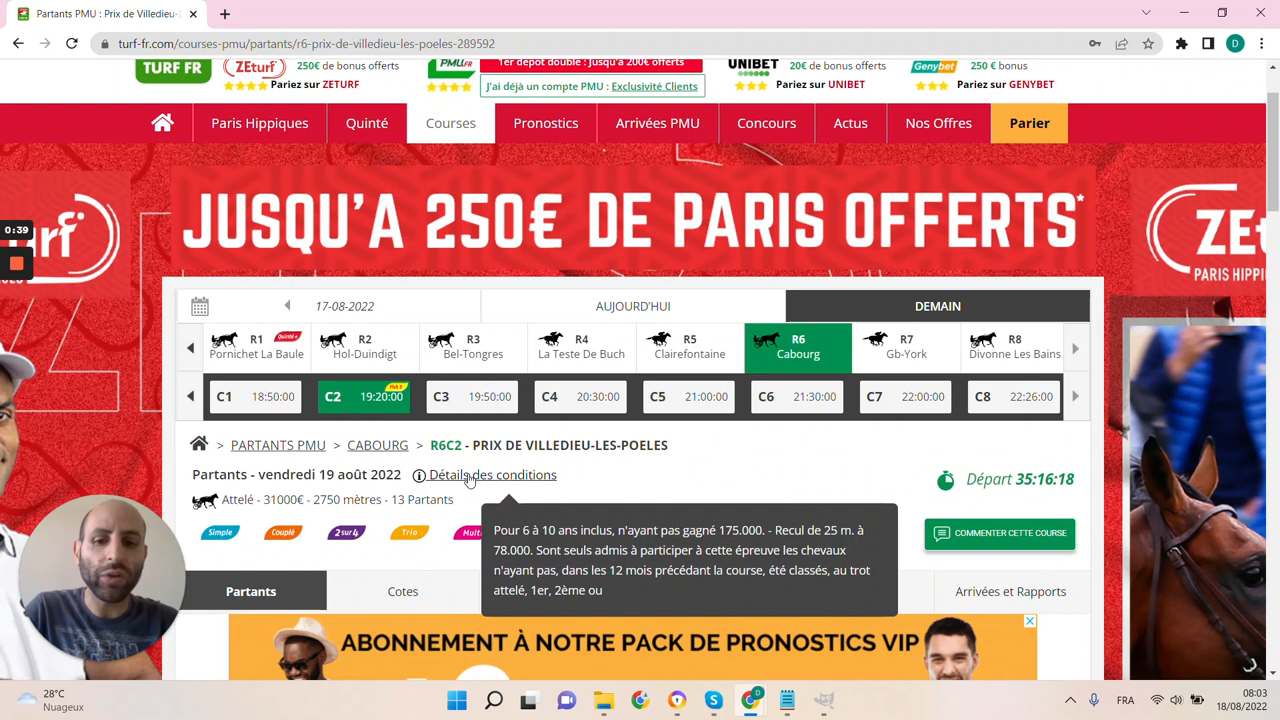 Partants PMU : Prix de Villedieu-L
turf-fr.com/courses-pmu/partants/r6-prix-de-villedieu-les-poeles-289592
D
TURF FR
ZEturf
250€ de bonus offerts
Pariez sur ZETURF
PMU.FR
1er dépôt doublé : Jusqu'à 200€ offerts
J'ai déjà un compte PMU : Exclusivité Clients
UNIBET
20€ de bonus offerts
Pariez sur UNIBET
Genybet
250 € bonus
Pariez sur GENYBET
Paris Hippiques
Quinté
Courses
Pronostics
Arrivées PMU
Concours
Actus
Nos Offres
Parier
JUSQU'A 250€ DE PARIS OFFERTS*
0:39
PARIS HIPPI
17-08-2022
AUJOURD'HUI
DEMAIN
R1 Quinté+
Pornichet La Baule
R2
Hol-Duindigt
R3
Bel-Tongres
R4
La Teste De Buch
R5
Clairefontaine
R6
Cabourg
R7
Gb-York
R8
Divonne Les Bains
C1 18:50:00
C2 19:20:00 Pick 5
C3 19:50:00
C4 20:30:00
C5 21:00:00
C6 21:30:00
C7 22:00:00
C8 22:26:00
> PARTANTS PMU > CABOURG > R6C2 - PRIX DE VILLEDIEU-LES-POELES
Partants - vendredi 19 août 2022
Détails des conditions
Départ 35:16:18
Attelé - 31000€ - 2750 mètres - 13 Partants
Simple
Couplé
2sur4
Trio
Multi
Pour 6 à 10 ans inclus, n'ayant pas gagné 175.000. - Recul de 25 m. à
78.000. Sont seuls admis à participer à cette épreuve les chevaux
n'ayant pas, dans les 12 mois précédant la course, été classés, au trot
attelé, 1er, 2ème ou
COMMENTER CETTE COURSE
Partants
Cotes
Arrivées et Rapports
ABONNEMENT À NOTRE PACK DE PRONOSTICS VIP
28°C
Nuageux
FRA
08:03
18/08/2022